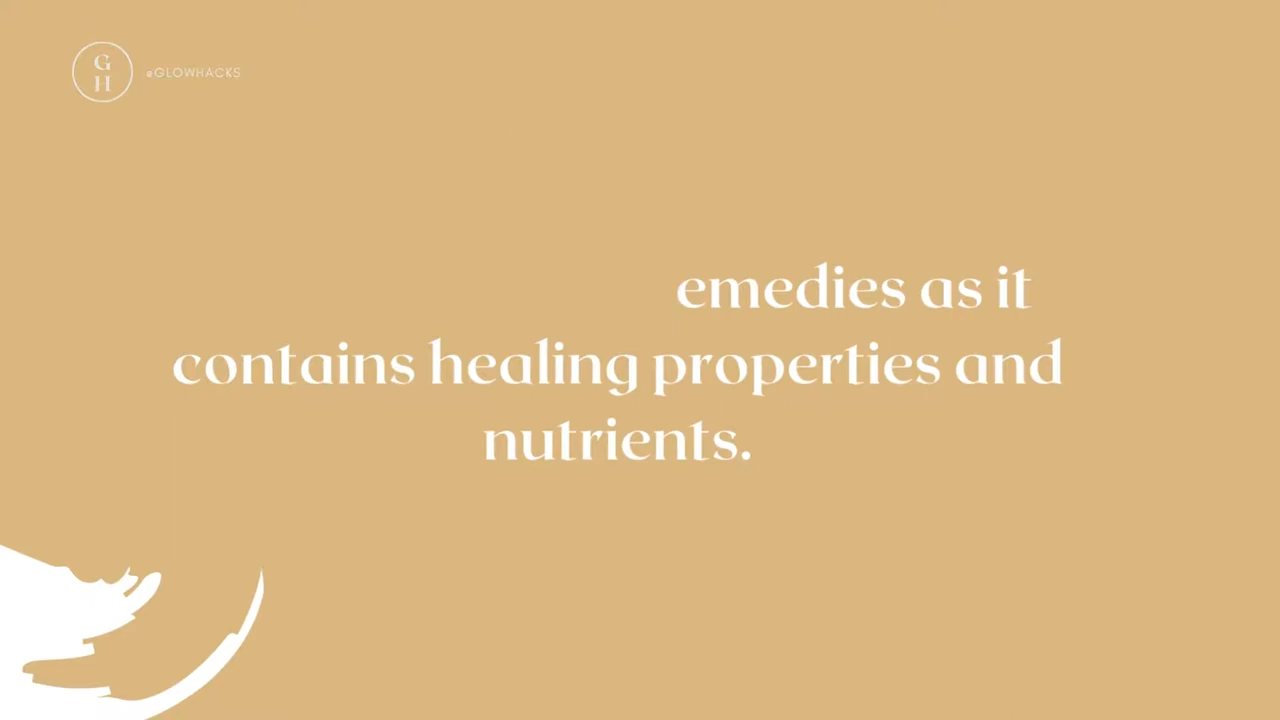 G
H
@GLOWHACKS
emedies as it
contains healing properties and
nutrients.